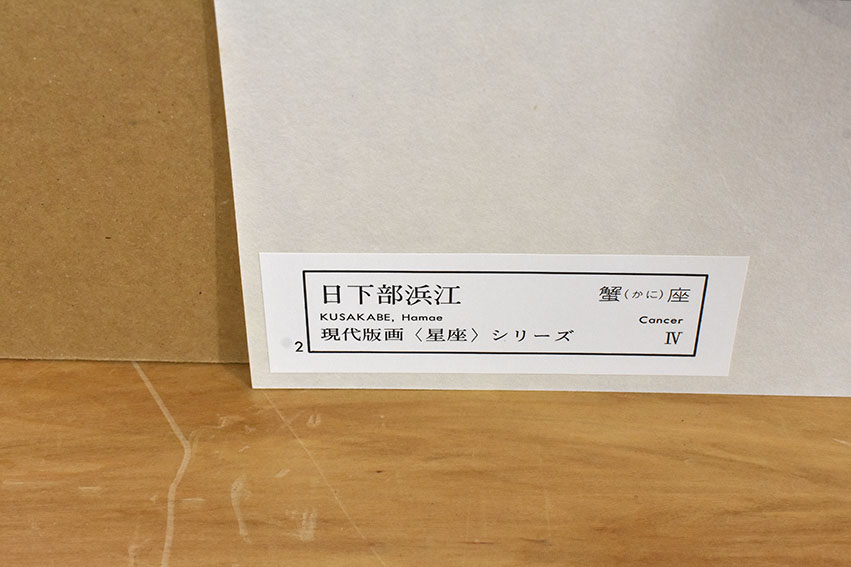 日下部浜江
KUSAKABE, Hamae
現代版画〈星座〉シリーズ
蟹(かに)座
Cancer
Ⅳ
2